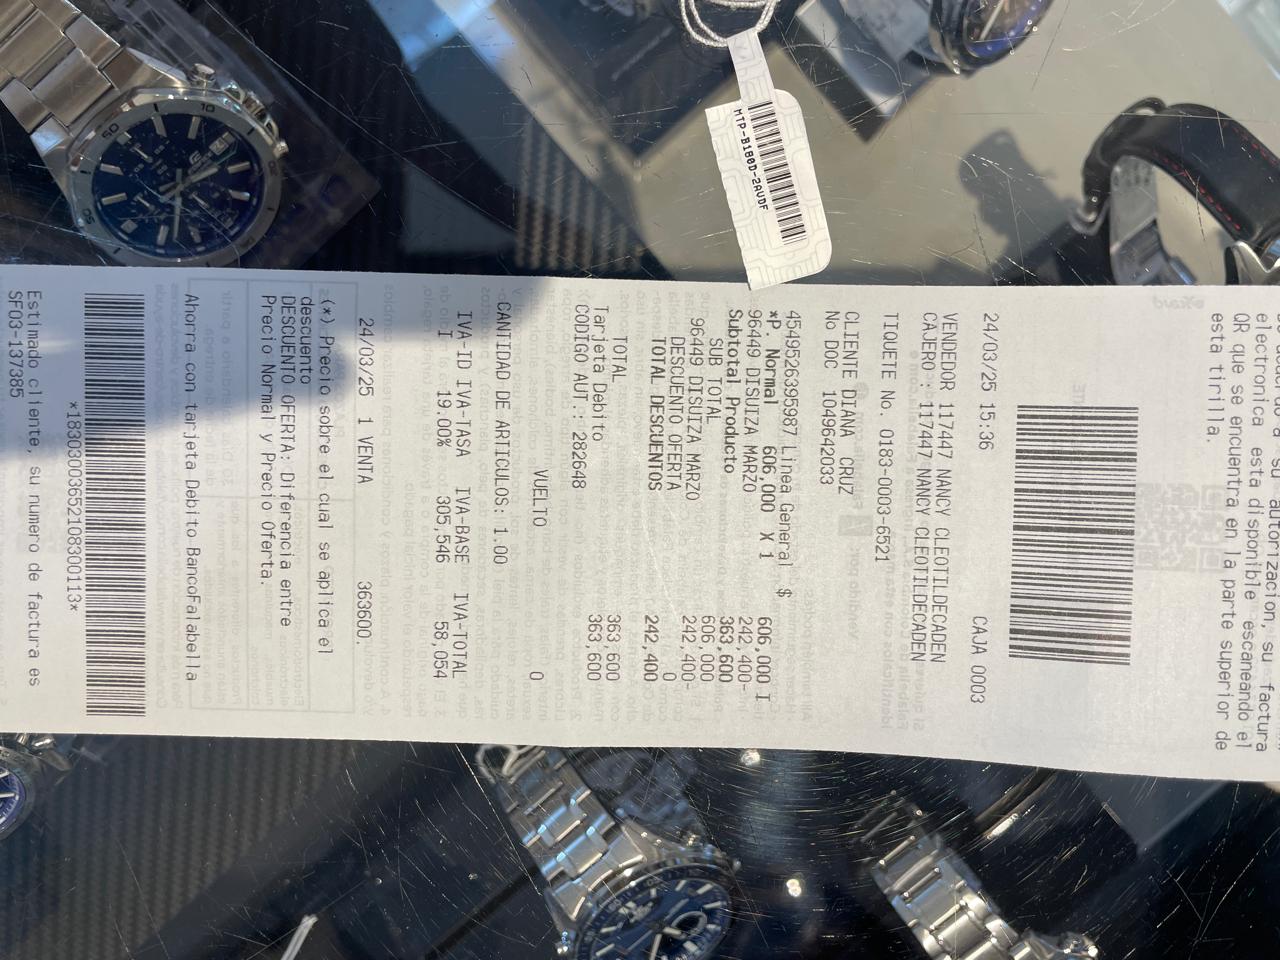 MTP-B180D-2AVDF
electronica esta disponible escaneando el
QR que se encuentra en la parte superior de
esta tirilla.
24/03/25 15:36 CAJA 0003
VENDEDOR 117447 NANCY CLEOTILDECADEN
CAJERO : 117447 NANCY CLEOTILDECADEN
TIQUETE No. 0183-0003-6521
CLIENTE DIANA CRUZ
No DOC 1049642033
4549526395987 Linea General $ 606,000 I
*P. Normal 606,000 X 1
96449 DISUIZA MARZO 242,400-
Subtotal Producto 363,600
SUB TOTAL 606,000
96449 DISUIZA MARZO 242,400-
DESCUENTO OFERTA 0
TOTAL DESCUENTOS 242,400
TOTAL 363,600
Tarjeta Debito 363,600
CODIGO AUT.: 282648
VUELTO 0
CANTIDAD DE ARTICULOS: 1.00
IVA-ID IVA-TASA IVA-BASE IVA-TOTAL
I 19.00% 305,546 58,054
24/03/25 1 VENTA 363600.
(*) Precio sobre el cual se aplica el
descuento
DESCUENTO OFERTA: Diferencia entre
Precio Normal y Precio Oferta.
Ahorra con tarjeta Debito BancoFalabella
*18303003652108300113*
Estimado cliente, su numero de factura es
SF03-137385